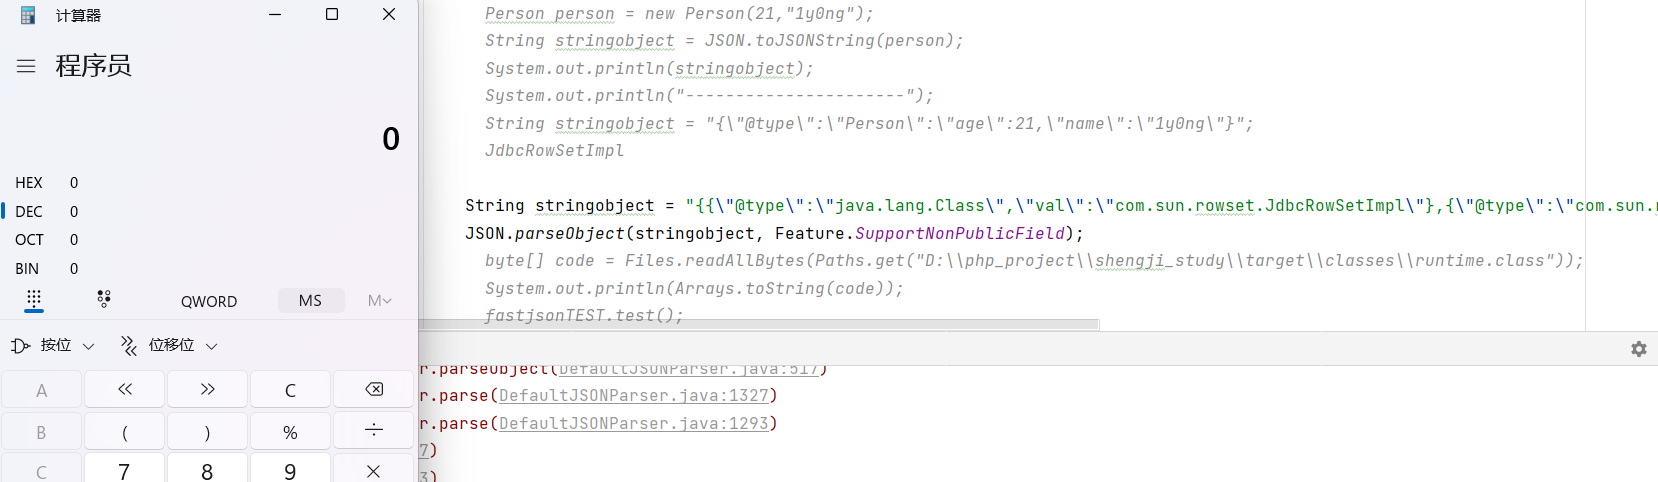 计算器
程序员
0
HEX 0
DEC 0
OCT 0
BIN 0
QWORD MS M
按位 位移位
A << >> C
B ( ) % ÷
C 7 8 9 ×
Person person = new Person(21,"1y0ng");
String stringobject = JSON.toJSONString(person);
System.out.println(stringobject);
System.out.println("----------------------");
String stringobject = "{\"@type\":\"Person\":\"age\":21,\"name\":\"1y0ng\"}";
JdbcRowSetImpl
String stringobject = "{{\"@type\":\"java.lang.Class\",\"val\":\"com.sun.rowset.JdbcRowSetImpl\"},{\"@type\":\"com.sun.r
JSON.parseObject(stringobject, Feature.SupportNonPublicField);
byte[] code = Files.readAllBytes(Paths.get("D:\\php_project\\shengji_study\\target\\classes\\runtime.class"));
System.out.println(Arrays.toString(code));
fastjsonTEST.test();
r.parseObject(DefaultJSONParser.java:517)
r.parse(DefaultJSONParser.java:1327)
r.parse(DefaultJSONParser.java:1293)
7)
3)